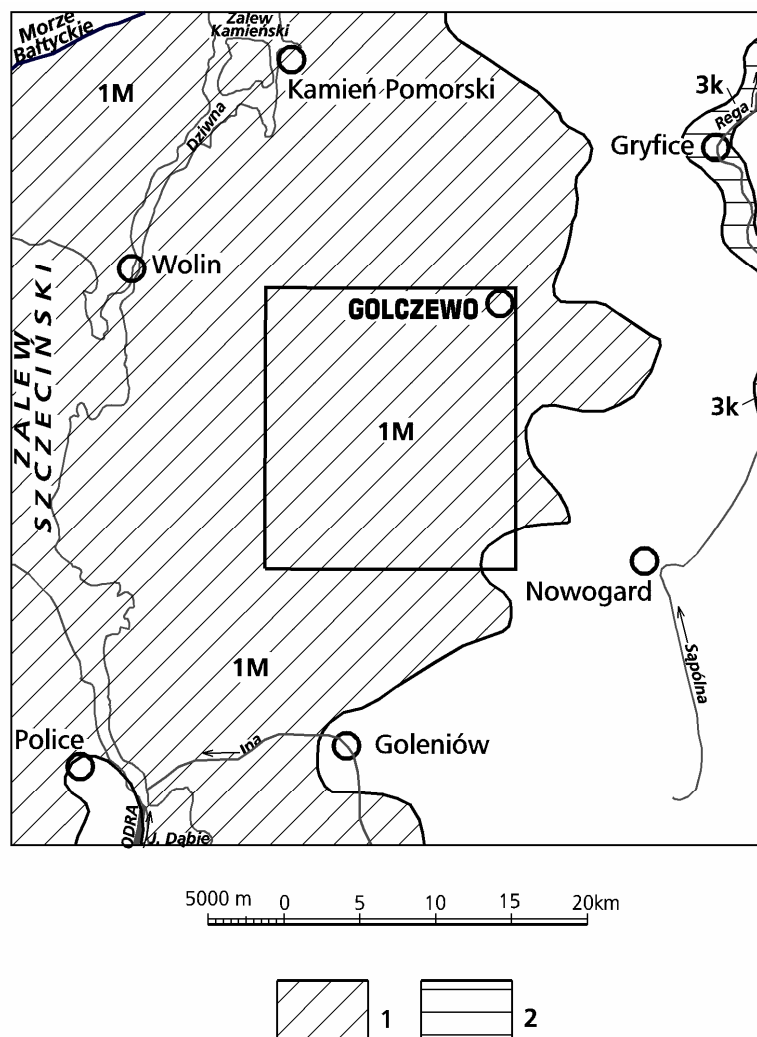 Morze
Bałtyckie
Zalew
Kamieński
1M
Kamień Pomorski
Dziwna
3k
Rega
Gryfice
Wolin
GOLCZEWO
ZALEW
SZCZECIŃSKI
1M
3k
Nowogard
1M
Sąpólna
Police
Ina
Goleniów
ODRA
J. Dąbie
5000 m 0 5 10 15 20km
1 2